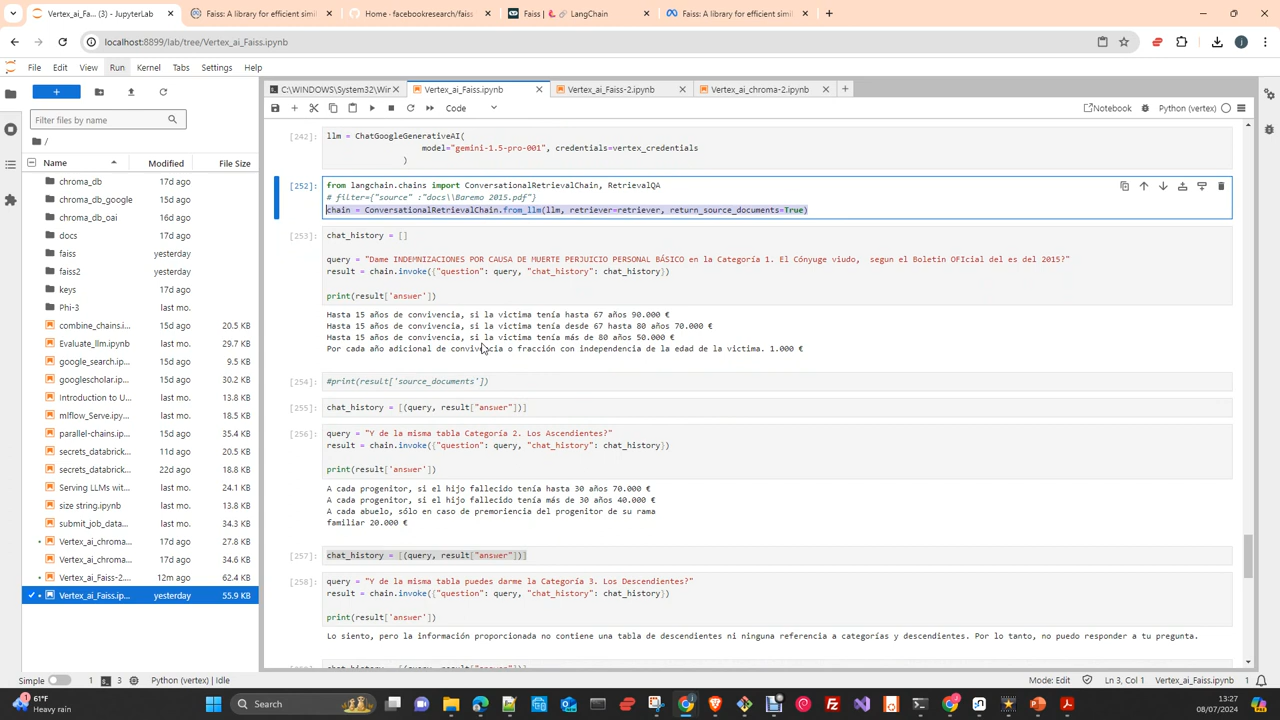 Vertex_ai_Fa... (3) - JupyterLab
Faiss: A library for efficient simi
Home · facebookresearch/faiss
Faiss | 🦜️🔗 LangChain
Faiss: A library for efficient simi
localhost:8899/lab/tree/Vertex_ai_Faiss.ipynb
File Edit View Run Kernel Tabs Settings Help
C:\WINDOWS\System32\Wir
Vertex_ai_Faiss.ipynb
Vertex_ai_Faiss-2.ipynb
Vertex_ai_chroma-2.ipynb
Code
Notebook
Python (vertex)
Filter files by name
/
Name Modified File Size
chroma_db 17d ago
chroma_db_google 17d ago
chroma_db_oai 17d ago
docs 17d ago
faiss yesterday
faiss2 yesterday
keys 17d ago
Phi-3 last mo.
combine_chains.i... 15d ago 20.5 KB
Evaluate_llm.ipynb last mo. 17.7 KB
google_search.ip... 15d ago 9.5 KB
googlescholar.ip... 15d ago 30.2 KB
Introduction to U... last mo. 13.8 KB
mlflow_Serve.ipy... last mo. 18.5 KB
parallel-chains.ip... 15d ago 35.4 KB
secrets_databrick... 11d ago 20.5 KB
secrets_databrick... 22d ago 18.8 KB
Serving LLMs wit... last mo. 24.1 KB
size string.ipynb last mo. 13.8 KB
submit_job_data... last mo. 34.3 KB
Vertex_ai_chroma... 17d ago 27.8 KB
Vertex_ai_chroma... 17d ago 34.6 KB
Vertex_ai_Faiss-2... 12m ago 62.4 KB
Vertex_ai_Faiss.ip... yesterday 55.9 KB
[242]: llm = ChatGoogleGenerativeAI(
model="gemini-1.5-pro-001", credentials=vertex_credentials
)
[252]: from langchain.chains import ConversationalRetrievalChain, RetrievalQA
# filter={"source" :"docs\\Baremo 2015.pdf"}
chain = ConversationalRetrievalChain.from_llm(llm, retriever=retriever, return_source_documents=True)
[253]: chat_history = []
query = "Dame INDEMNIZACIONES POR CAUSA DE MUERTE PERJUICIO PERSONAL BÁSICO en la Categoría 1. El Cónyuge viudo, segun el Boletin OFIcial del es del 2015?"
result = chain.invoke({"question": query, "chat_history": chat_history})
print(result['answer'])
Hasta 15 años de convivencia, si la victima tenía hasta 67 años 90.000 €
Hasta 15 años de convivencia, si la victima tenía desde 67 hasta 80 años 70.000 €
Hasta 15 años de convivencia, si la victima tenía más de 80 años 50.000 €
Por cada año adicional de convivencia o fracción con independencia de la edad de la victima. 1.000 €
[254]: #print(result['source_documents'])
[255]: chat_history = [(query, result["answer"])]
[256]: query = "Y de la misma tabla Categoría 2. Los Ascendientes?"
result = chain.invoke({"question": query, "chat_history": chat_history})
print(result['answer'])
A cada progenitor, si el hijo fallecido tenía hasta 30 años 70.000 €
A cada progenitor, si el hijo fallecido tenía más de 30 años 40.000 €
A cada abuelo, sólo en caso de premoriencia del progenitor de su rama
familiar 20.000 €
[257]: chat_history = [(query, result["answer"])]
[258]: query = "Y de la misma tabla puedes darme la Categoría 3. Los Descendientes?"
result = chain.invoke({"question": query, "chat_history": chat_history})
print(result['answer'])
Lo siento, pero la información proporcionada no contiene una tabla de descendientes ni ninguna referencia a categorías y descendientes. Por lo tanto, no puedo responder a tu pregunta.
Simple 1 3 Python (vertex) | Idle
Mode: Edit Ln 3, Col 1 Vertex_ai_Faiss.ipynb 1
61°F
Heavy rain
Search
13:27
08/07/2024